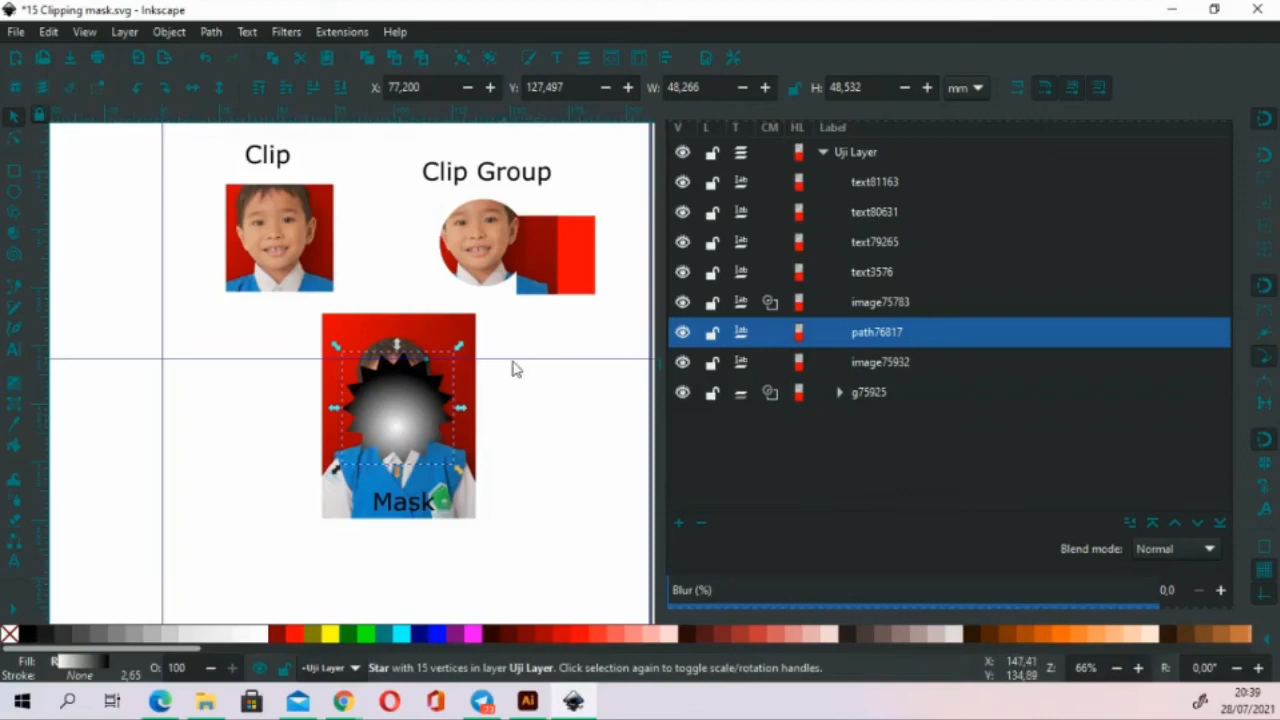 *15 Clipping mask.svg - Inkscape
File Edit View Layer Object Path Text Filters Extensions Help
X: 77,200 Y: 127,497 W: 48,266 H: 48,532 mm
V L T CM HL Label
Uji Layer
text81163
text80631
text79265
text3576
image75783
path76817
image75932
g75925
Clip
Clip Group
Mask
Blend mode: Normal
Blur (%) 0,0
Fill: R
Stroke: None 2,65
O: 100
-Uji Layer
Star with 15 vertices in layer Uji Layer. Click selection again to toggle scale/rotation handles.
X: 147,41
Y: 134,89
Z: 66% R: 0,00°
20:39
28/07/2021